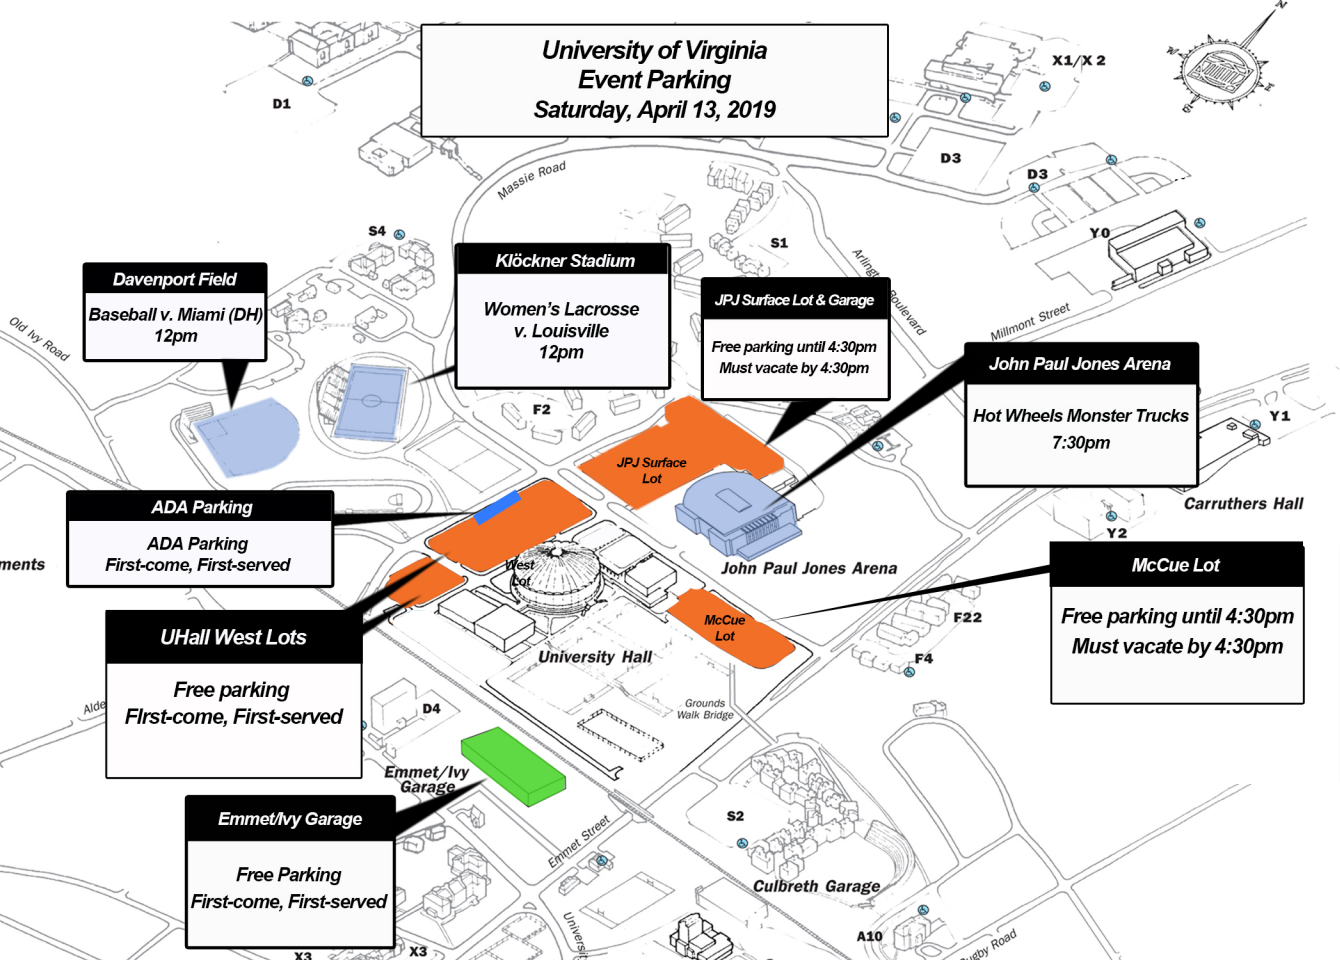 University of Virginia
Event Parking
Saturday, April 13, 2019
N
E
S
W
X1/X 2
D1
D3
D3
Massie Road
S4
S1
Y0
Arlington Boulevard
Millmont Street
Old Ivy Road
Davenport Field
Baseball v. Miami (DH)
12pm
Klöckner Stadium
Women's Lacrosse
v. Louisville
12pm
JPJ Surface Lot & Garage
Free parking until 4:30pm
Must vacate by 4:30pm
John Paul Jones Arena
Hot Wheels Monster Trucks
7:30pm
F2
Y1
JPJ Surface
Lot
Carruthers Hall
Y2
ADA Parking
ADA Parking
First-come, First-served
ments
West
Lot
John Paul Jones Arena
McCue Lot
Free parking until 4:30pm
Must vacate by 4:30pm
McCue
Lot
F22
F4
UHall West Lots
Free parking
FIrst-come, First-served
University Hall
Grounds
Walk Bridge
Alde
D4
Emmet/Ivy
Garage
Emmet/Ivy Garage
Free Parking
First-come, First-served
S2
Emmet Street
Culbreth Garage
Universit
A10
Rugby Road
X3
X3